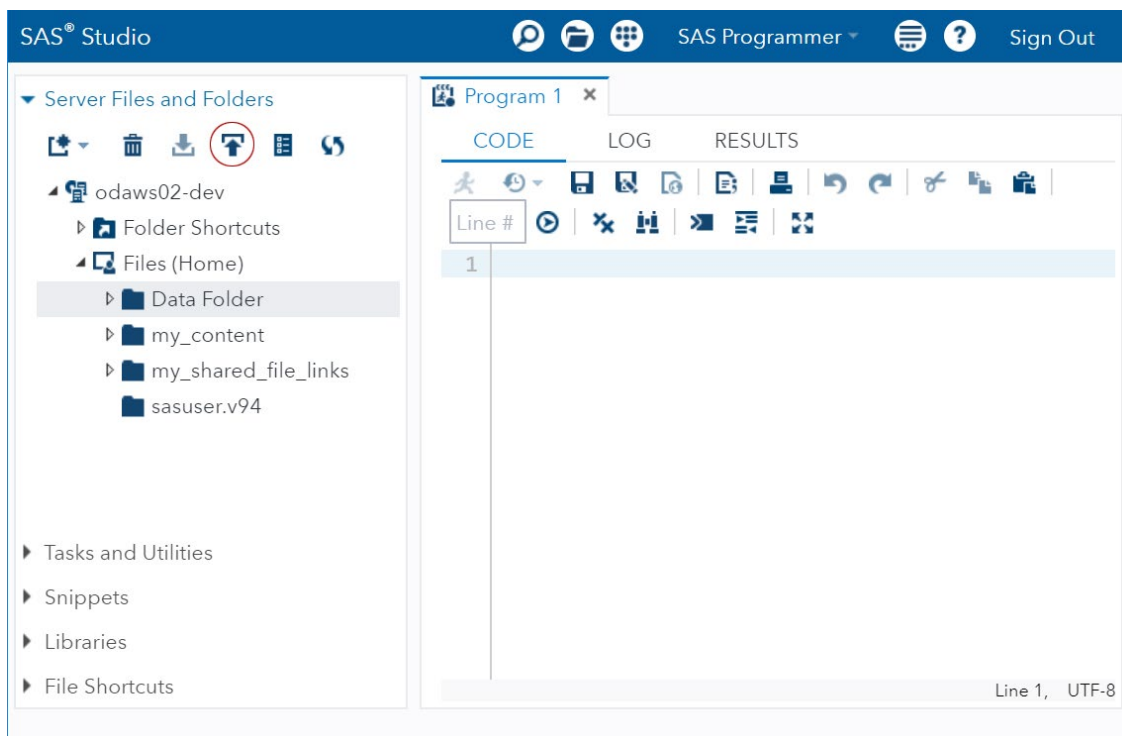 SAS® Studio
SAS Programmer
Sign Out
Server Files and Folders
odaws02-dev
Folder Shortcuts
Files (Home)
Data Folder
my_content
my_shared_file_links
sasuser.v94
Tasks and Utilities
Snippets
Libraries
File Shortcuts
Program 1
CODE LOG RESULTS
Line #
1
Line 1, UTF-8